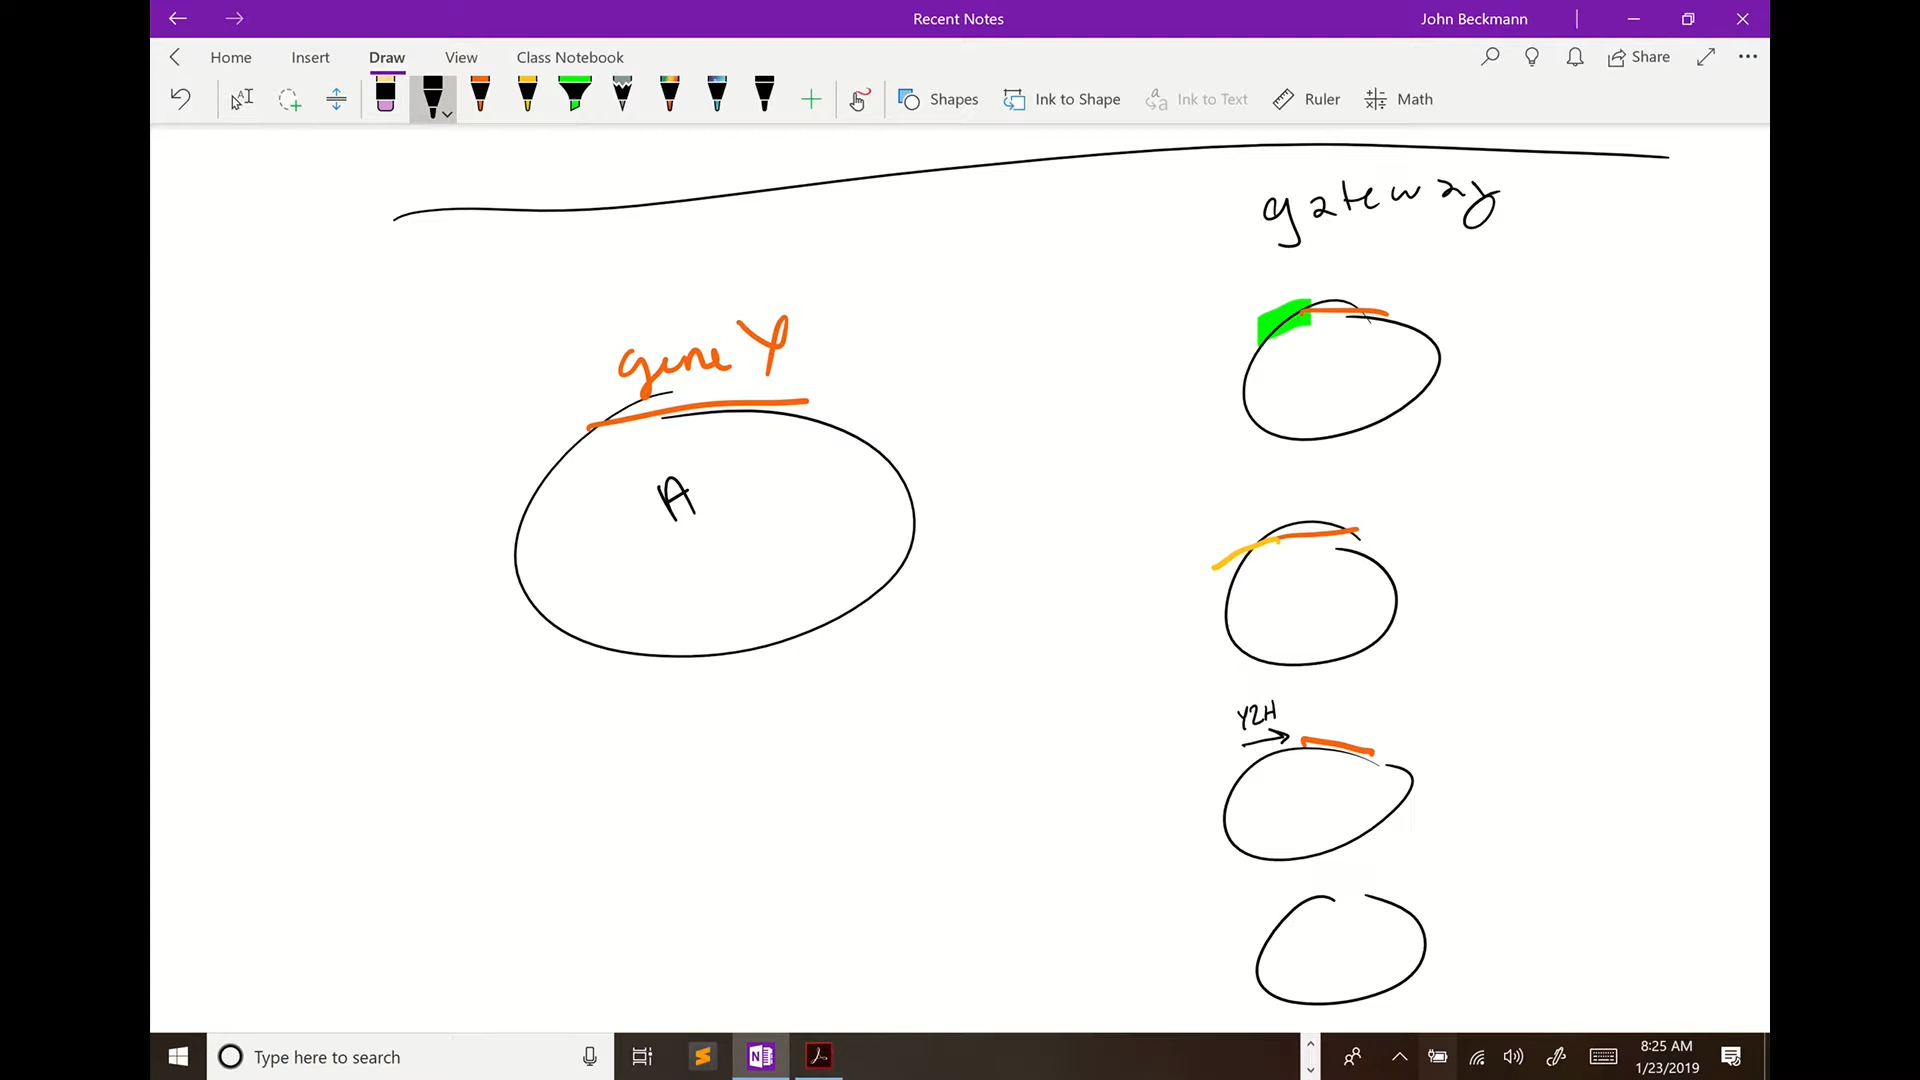 Recent Notes
John Beckmann
Home Insert Draw View Class Notebook
Share
Shapes Ink to Shape Ink to Text Ruler Math
gateway
gene Y
A
Y2H
Type here to search
8:25 AM
1/23/2019